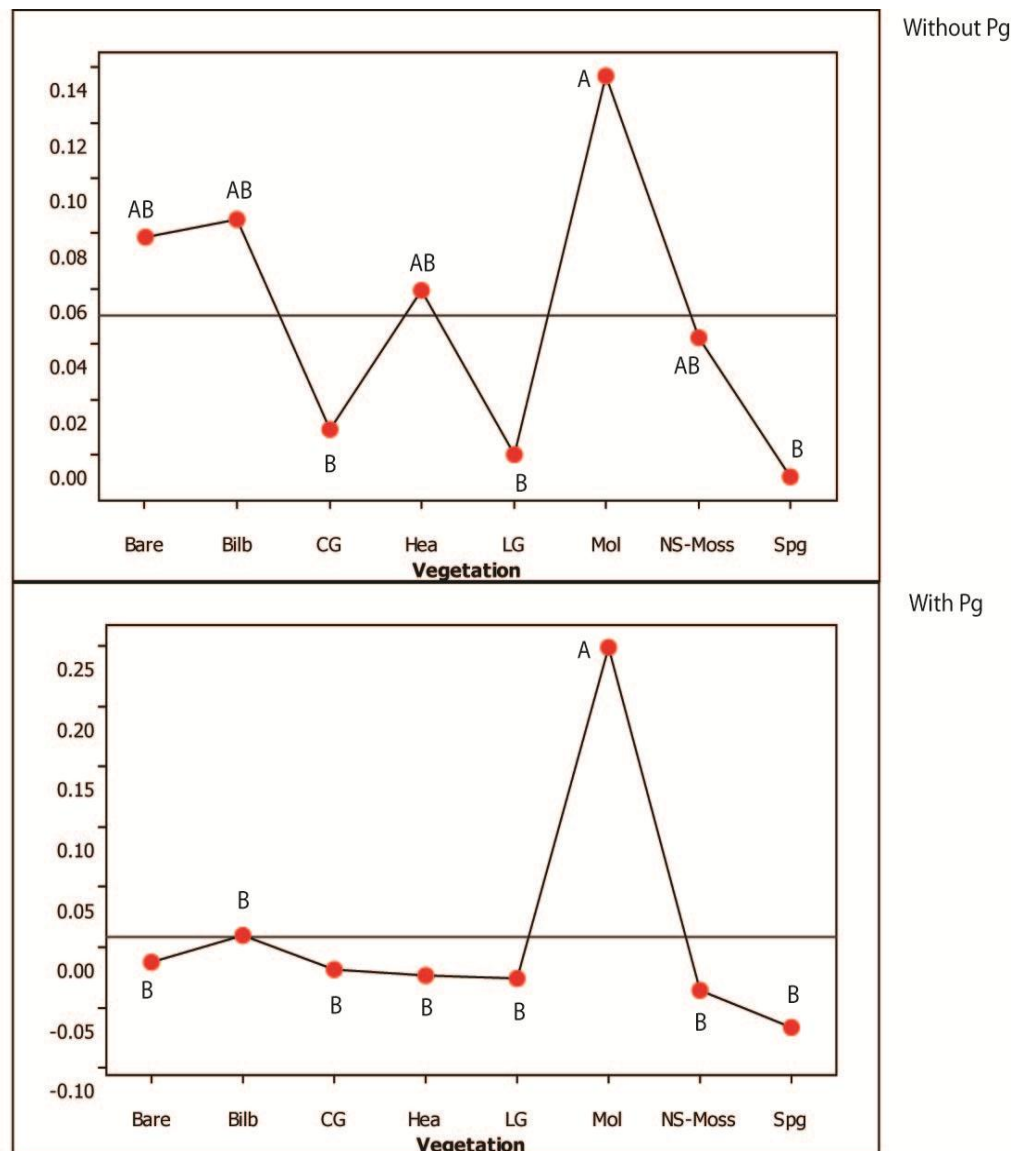 Without Pg
0.14
0.12
0.10
0.08
0.06
0.04
0.02
0.00
AB
AB
B
AB
B
A
AB
B
Bare Bilb CG Hea LG Mol NS-Moss Spg
Vegetation
With Pg
0.25
0.20
0.15
0.10
0.05
0.00
-0.05
-0.10
B
B
B
B
B
A
B
B
Bare Bilb CG Hea LG Mol NS-Moss Spg
Vegetation